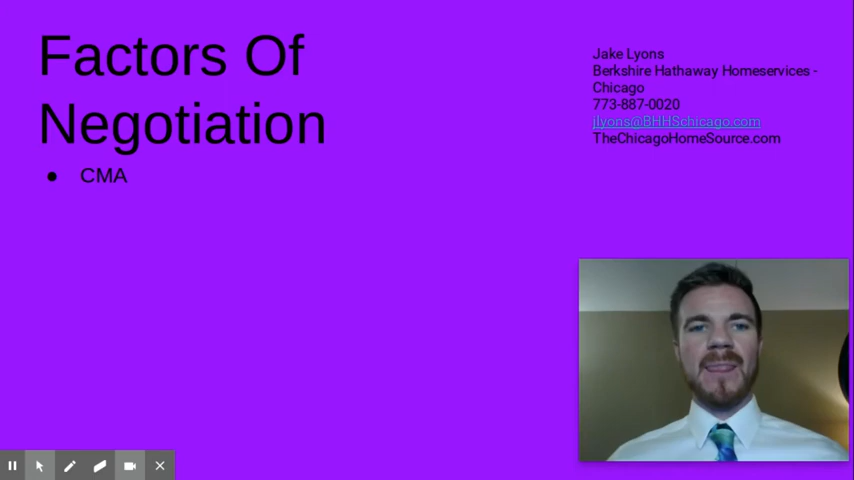 Factors Of
Negotiation
● CMA
Jake Lyons
Berkshire Hathaway Homeservices -
Chicago
773-887-0020
jlyons@BHHSchicago.com
TheChicagoHomeSource.com